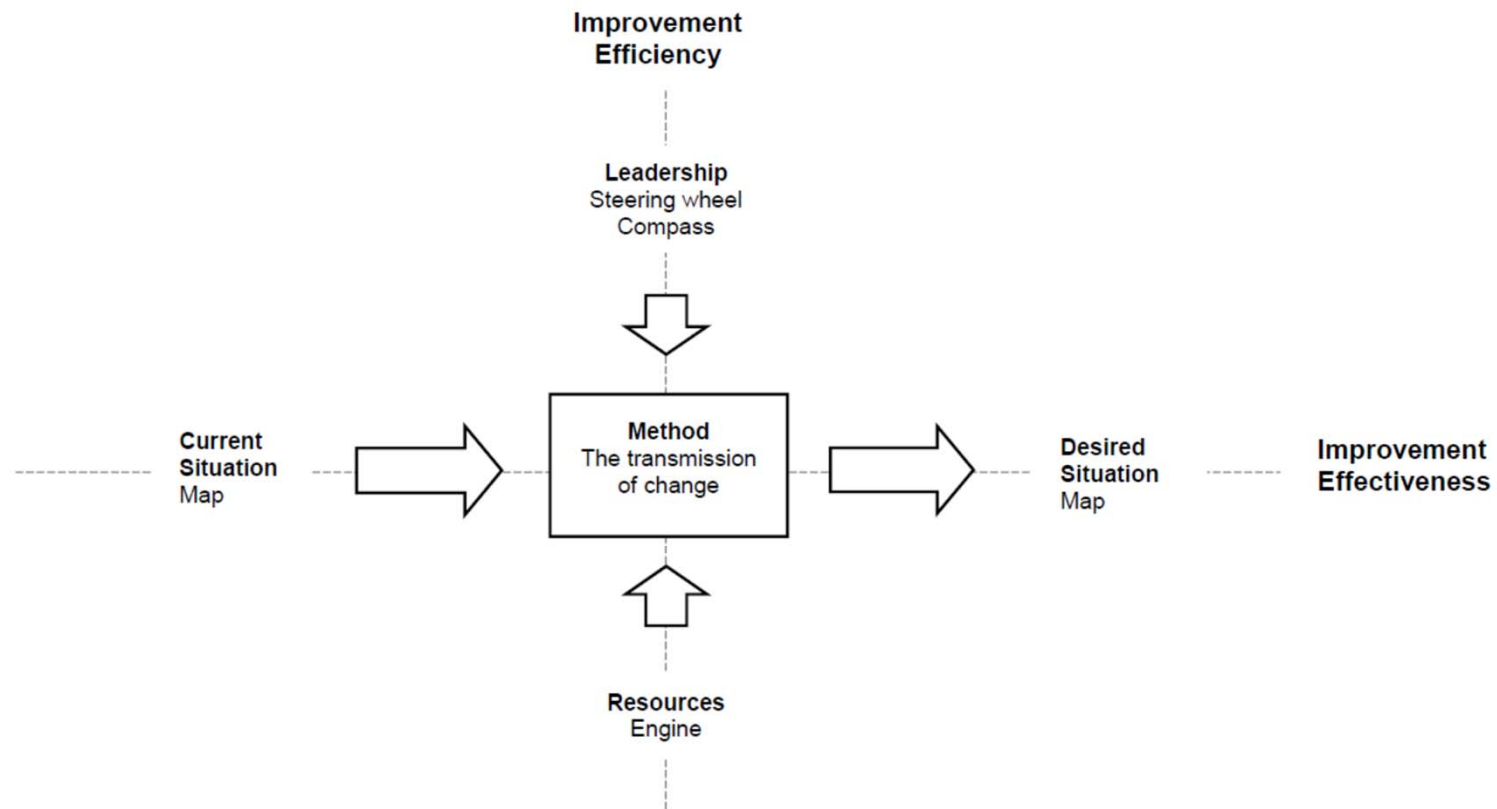 Improvement
Efficiency
Leadership
Steering wheel
Compass
Current
Situation
Map
Method
The transmission
of change
Desired
Situation
Map
Improvement
Effectiveness
Resources
Engine